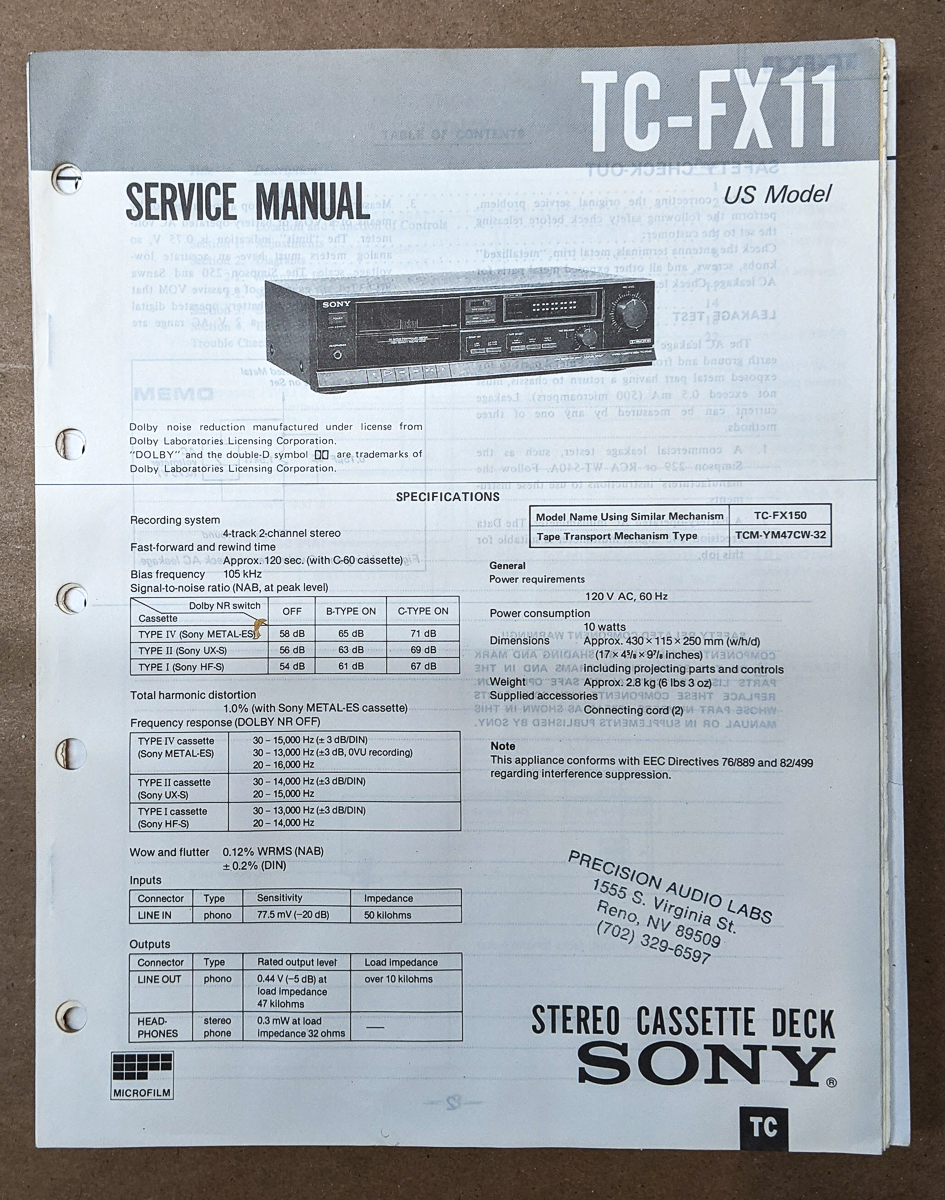 TC-FX11
US Model
SERVICE MANUAL
SONY
Dolby noise reduction manufactured under license from
Dolby Laboratories Licensing Corporation.
"DOLBY" and the double-D symbol are trademarks of
Dolby Laboratories Licensing Corporation.
SPECIFICATIONS
Recording system
4-track 2-channel stereo
Fast-forward and rewind time
Approx. 120 sec. (with C-60 cassette)
Bias frequency 105 kHz
Signal-to-noise ratio (NAB, at peak level)
Dolby NR switch
Cassette
OFF B-TYPE ON C-TYPE ON
TYPE IV (Sony METAL-ES) 58 dB 65 dB 71 dB
TYPE II (Sony UX-S) 56 dB 63 dB 69 dB
TYPE I (Sony HF-S) 54 dB 61 dB 67 dB
Total harmonic distortion
1.0% (with Sony METAL-ES cassette)
Frequency response (DOLBY NR OFF)
TYPE IV cassette 30 – 15,000 Hz (± 3 dB/DIN)
(Sony METAL-ES) 30 – 13,000 Hz (±3 dB, 0VU recording)
20 – 16,000 Hz
TYPE II cassette 30 – 14,000 Hz (±3 dB/DIN)
(Sony UX-S) 20 – 15,000 Hz
TYPE I cassette 30 – 13,000 Hz (±3 dB/DIN)
(Sony HF-S) 20 – 14,000 Hz
Wow and flutter 0.12% WRMS (NAB)
± 0.2% (DIN)
Inputs
Connector Type Sensitivity Impedance
LINE IN phono 77.5 mV (−20 dB) 50 kilohms
Outputs
Connector Type Rated output level Load impedance
LINE OUT phono 0.44 V (−5 dB) at over 10 kilohms
load impedance
47 kilohms
HEAD- stereo 0.3 mW at load
PHONES phone impedance 32 ohms —
MICROFILM
Model Name Using Similar Mechanism TC-FX150
Tape Transport Mechanism Type TCM-YM47CW-32
General
Power requirements
120 V AC, 60 Hz
Power consumption
10 watts
Dimensions Approx. 430 × 115 × 250 mm (w/h/d)
(17 × 4⅝ × 9⅞ inches)
including projecting parts and controls
Weight Approx. 2.8 kg (6 lbs 3 oz)
Supplied accessories
Connecting cord (2)
Note
This appliance conforms with EEC Directives 76/889 and 82/499
regarding interference suppression.
PRECISION AUDIO LABS
1555 S. Virginia St.
Reno, NV 89509
(702) 329-6597
STEREO CASSETTE DECK
SONY®
TC